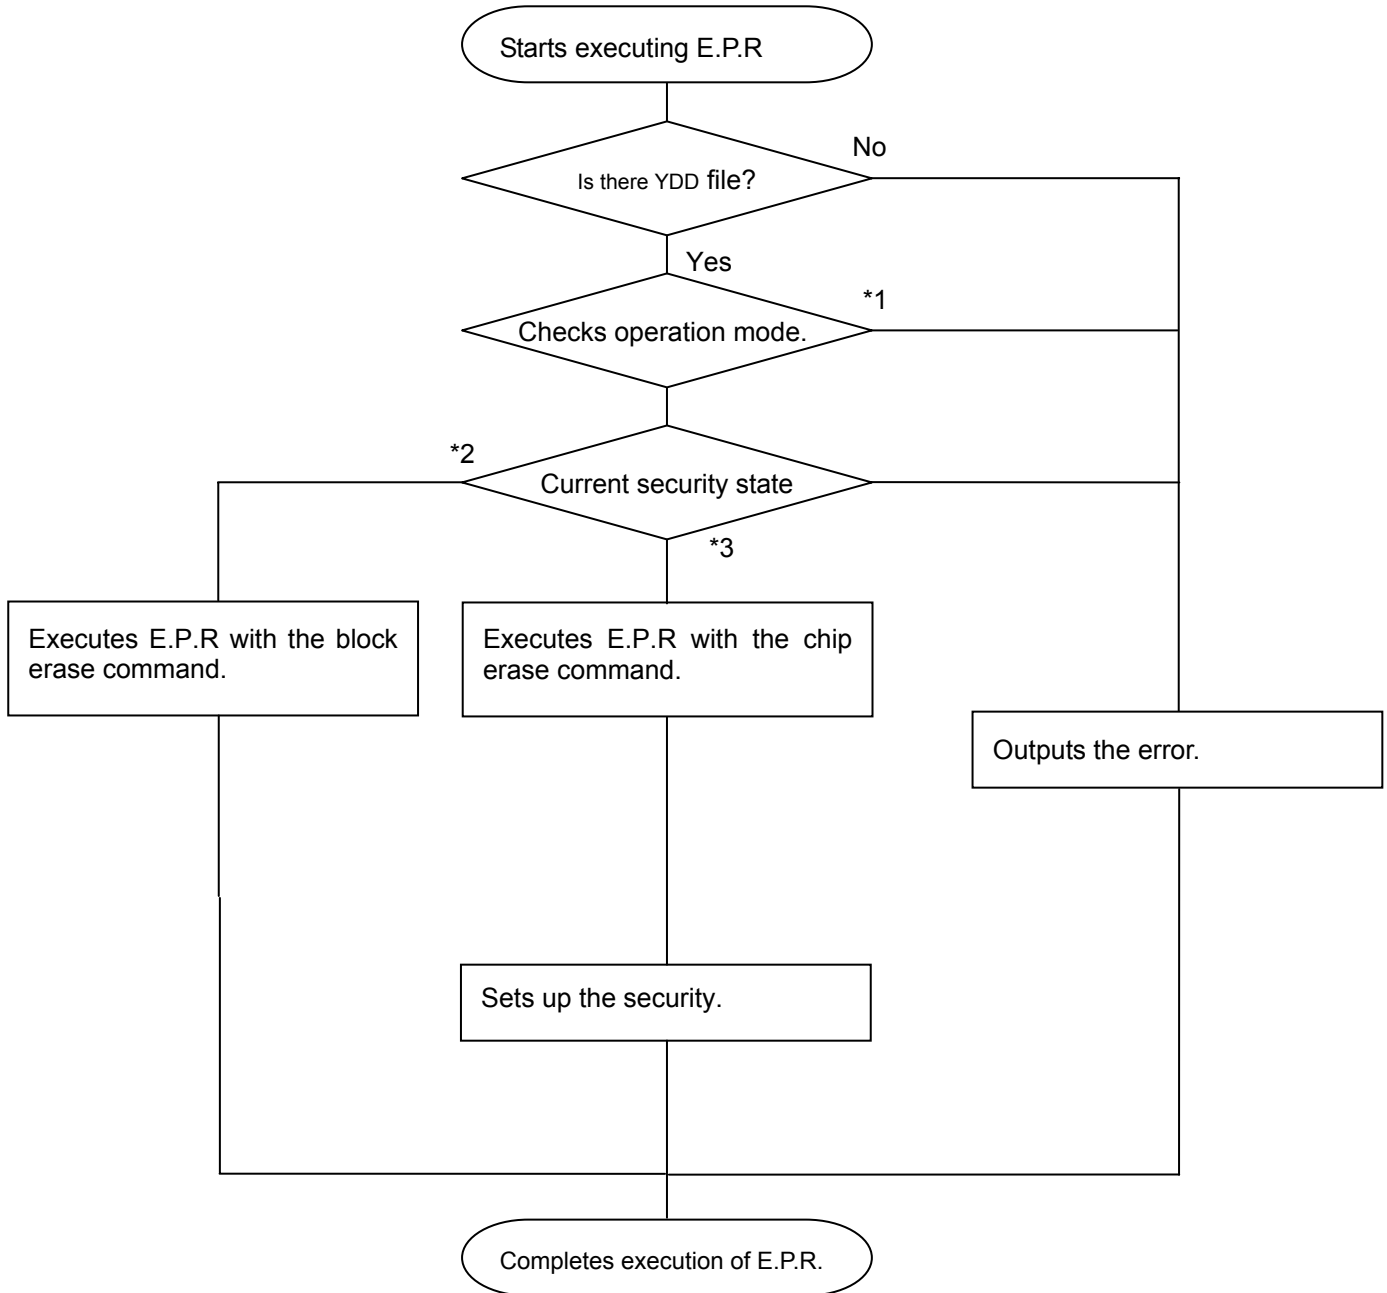 Starts executing E.P.R
No
Is there YDD file?
Yes
*1
Checks operation mode.
*2
Current security state
*3
Executes E.P.R with the block
erase command.
Executes E.P.R with the chip
erase command.
Outputs the error.
Sets up the security.
Completes execution of E.P.R.